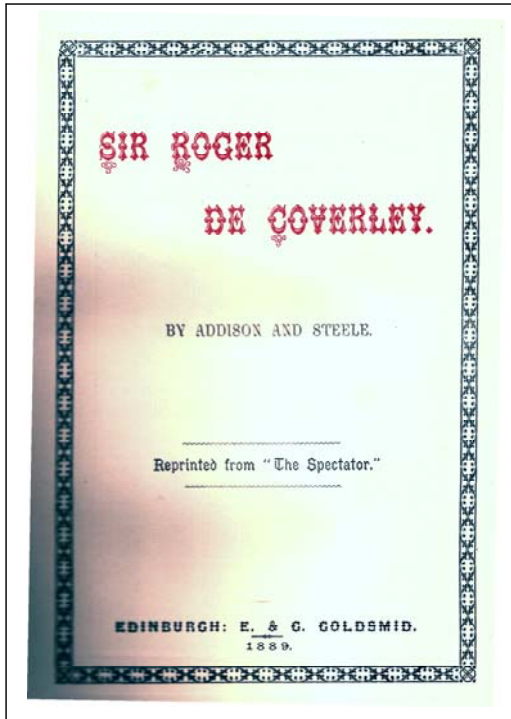 SIR ROGER
DE COVERLEY.
BY ADDISON AND STEELE.
Reprinted from "The Spectator."
EDINBURGH: E. & G. GOLDSMID.
1889.